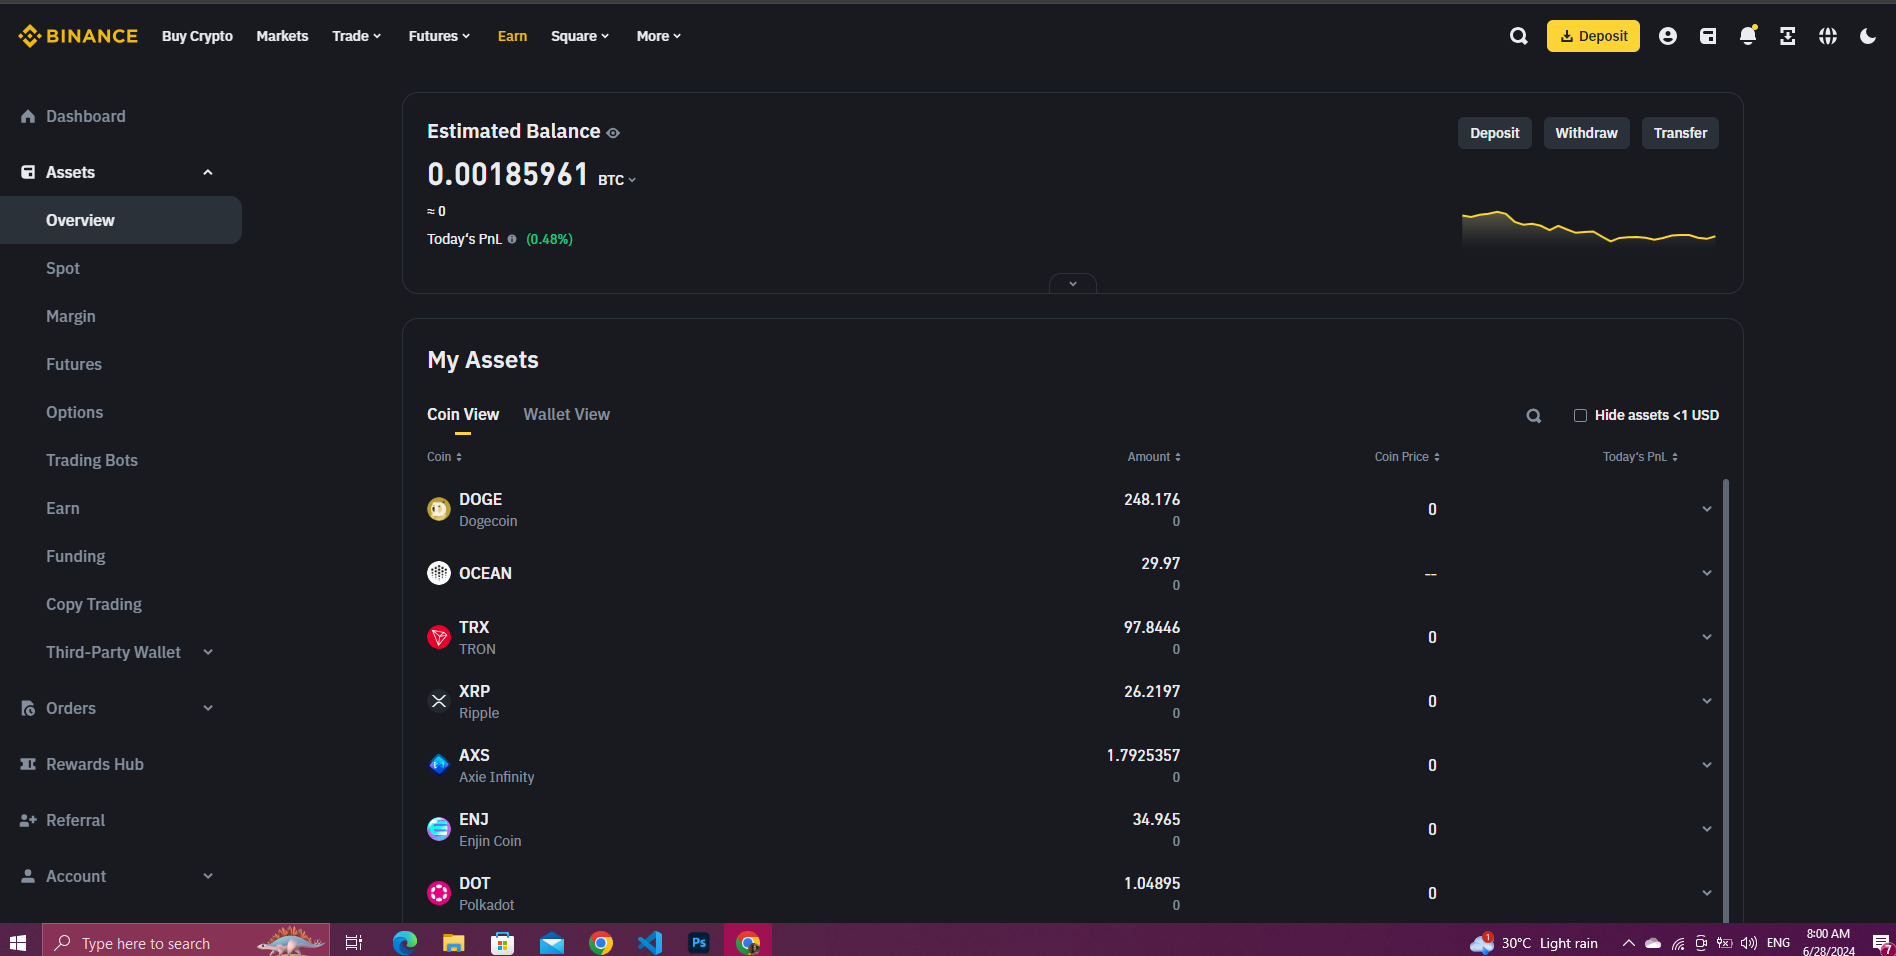 BINANCE Buy Crypto Markets Trade Futures Earn Square More Deposit
Dashboard
Assets
Overview
Spot
Margin
Futures
Options
Trading Bots
Earn
Funding
Copy Trading
Third-Party Wallet
Orders
Rewards Hub
Referral
Account
Estimated Balance
Deposit Withdraw Transfer
0.00185961 BTC
≈ 0
Today's PnL (0.48%)
My Assets
Coin View Wallet View
Hide assets <1 USD
Coin Amount Coin Price Today's PnL
DOGE 248.176
Dogecoin 0
0
OCEAN 29.97
0
--
TRX 97.8446
TRON 0
0
XRP 26.2197
Ripple 0
0
AXS 1.7925357
Axie Infinity 0
0
ENJ 34.965
Enjin Coin 0
0
DOT 1.04895
Polkadot 0
0
Type here to search
Ps
1
30°C Light rain
ENG
8:00 AM
6/28/2024
7